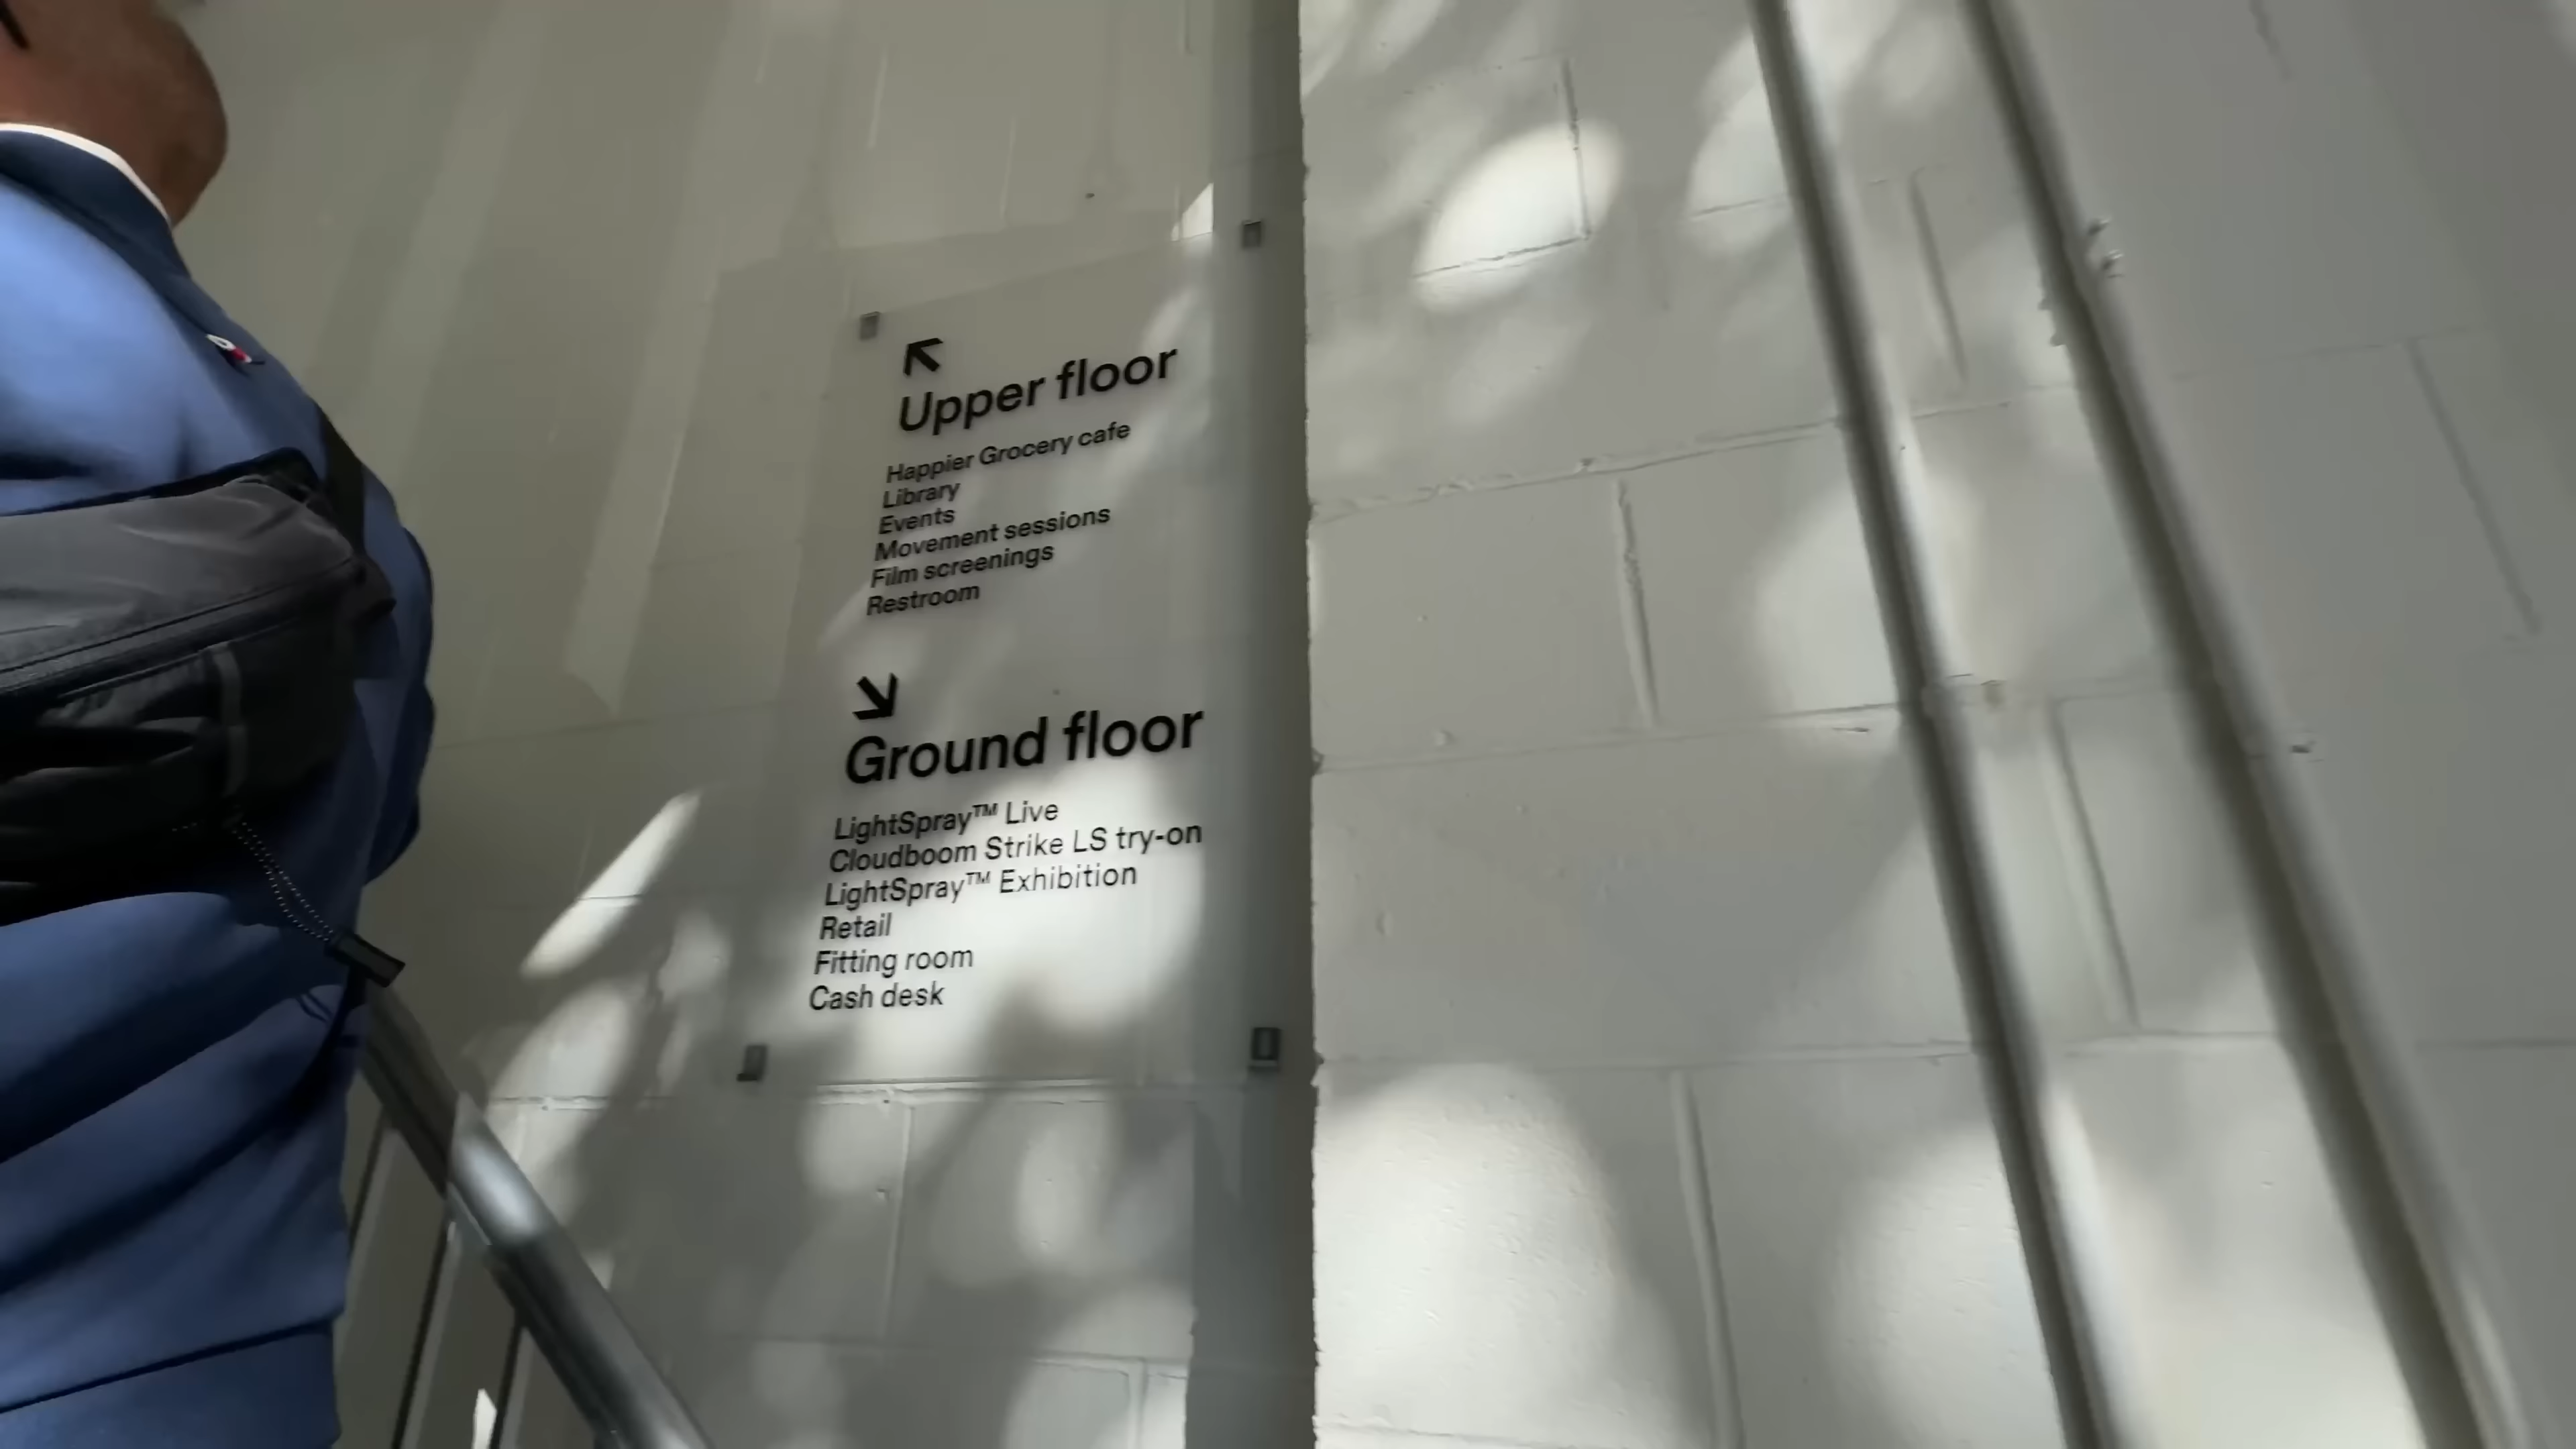 Upper floor
Happier Grocery cafe
Library
Events
Movement sessions
Film screenings
Restroom
Ground floor
LightSpray™ Live
Cloudboom Strike LS try-on
LightSpray™ Exhibition
Retail
Fitting room
Cash desk